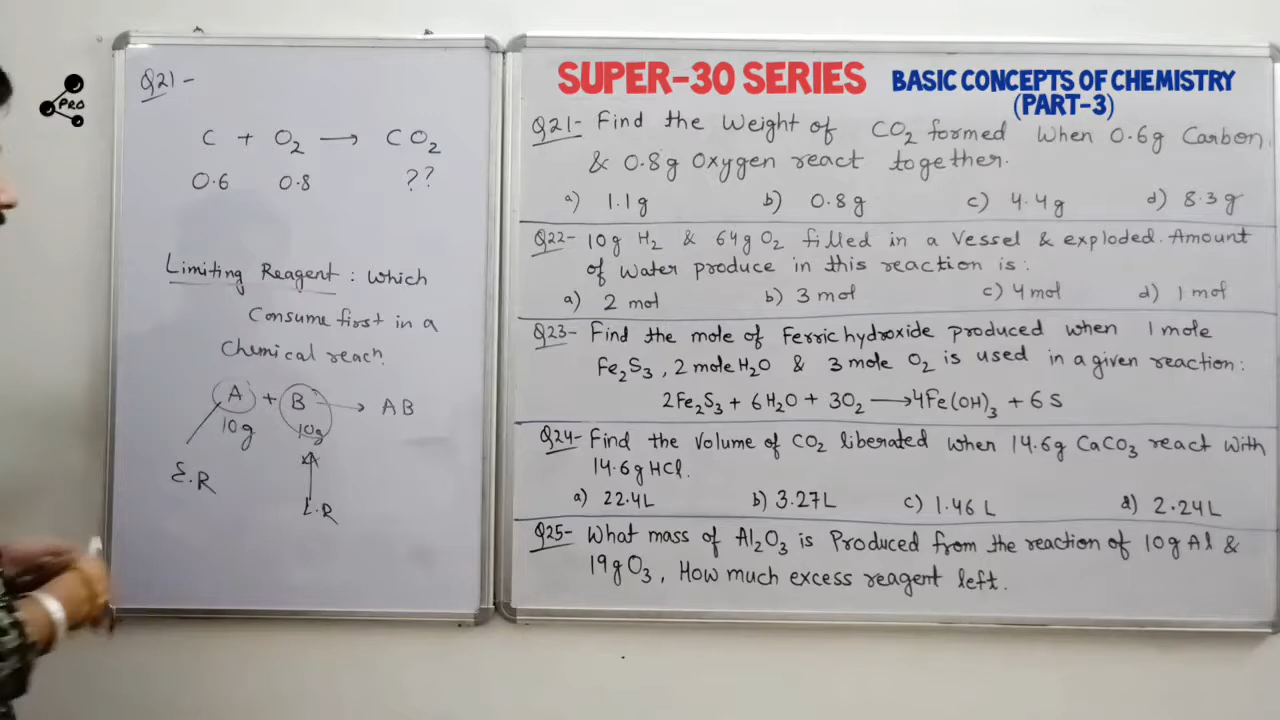 PRO
Q21-
C + O2 → CO2
0.6 0.8 ??
Limiting Reagent : which
Consume first in a
Chemical reacn.
A + B → AB
10g 10g
E.R
L.R
SUPER-30 SERIES
BASIC CONCEPTS OF CHEMISTRY
(PART-3)
Q21- Find the Weight of CO2 formed When 0.6g Carbon
& 0.8g Oxygen react together.
a) 1.1g b) 0.8g c) 4.4g d) 8.3g
Q22- 10g H2 & 64g O2 filled in a Vessel & exploded. Amount
of Water produce in this reaction is:
a) 2 mol b) 3 mol c) 4 mol d) 1 mol
Q23- Find the mole of Ferric hydroxide produced when 1 mole
Fe2S3, 2 mole H2O & 3 mole O2 is used in a given reaction:
2Fe2S3 + 6H2O + 3O2 → 4Fe(OH)3 + 6S
Q24- Find the Volume of CO2 liberated when 14.6g CaCO3 react with
14.6g HCl.
a) 22.4L b) 3.27L c) 1.46 L d) 2.24L
Q25- What mass of Al2O3 is Produced from the reaction of 10g Al &
19g O3, How much excess reagent left.